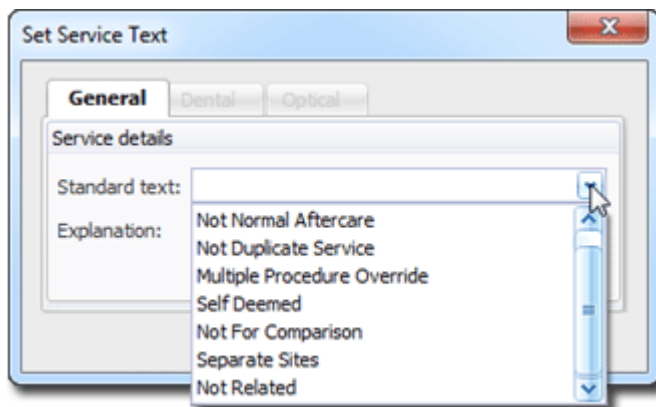 Set Service Text
General Dental Optical
Service details
Standard text:
Explanation:
Not Normal Aftercare
Not Duplicate Service
Multiple Procedure Override
Self Deemed
Not For Comparison
Separate Sites
Not Related